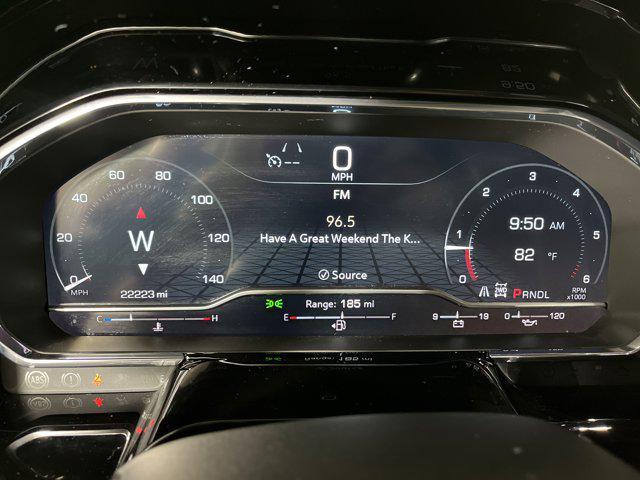 0
MPH
FM
96.5
Have A Great Weekend The K...
Source
0 20 40 60 80 100 120 140
MPH
W
22223 mi
0 1 2 3 4 5 6
9:50 AM
82 °F
2WD PRNDL
RPM
x1000
Range: 185 mi
C H
E F
9 19
0 120
ABS